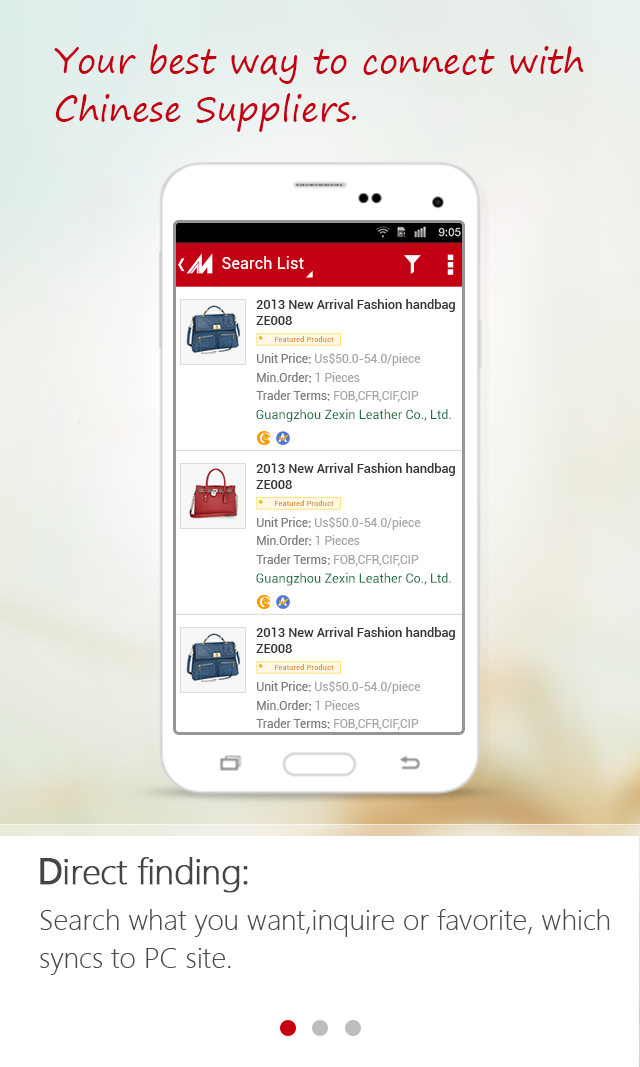 Your best way to connect with
Chinese Suppliers.
9:05
Search List
2013 New Arrival Fashion handbag
ZE008
Featured Product
Unit Price: Us$50.0-54.0/piece
Min.Order: 1 Pieces
Trader Terms: FOB,CFR,CIF,CIP
Guangzhou Zexin Leather Co., Ltd.
2013 New Arrival Fashion handbag
ZE008
Featured Product
Unit Price: Us$50.0-54.0/piece
Min.Order: 1 Pieces
Trader Terms: FOB,CFR,CIF,CIP
Guangzhou Zexin Leather Co., Ltd.
2013 New Arrival Fashion handbag
ZE008
Featured Product
Unit Price: Us$50.0-54.0/piece
Min.Order: 1 Pieces
Trader Terms: FOB,CFR,CIF,CIP
Direct finding:
Search what you want,inquire or favorite, which
syncs to PC site.